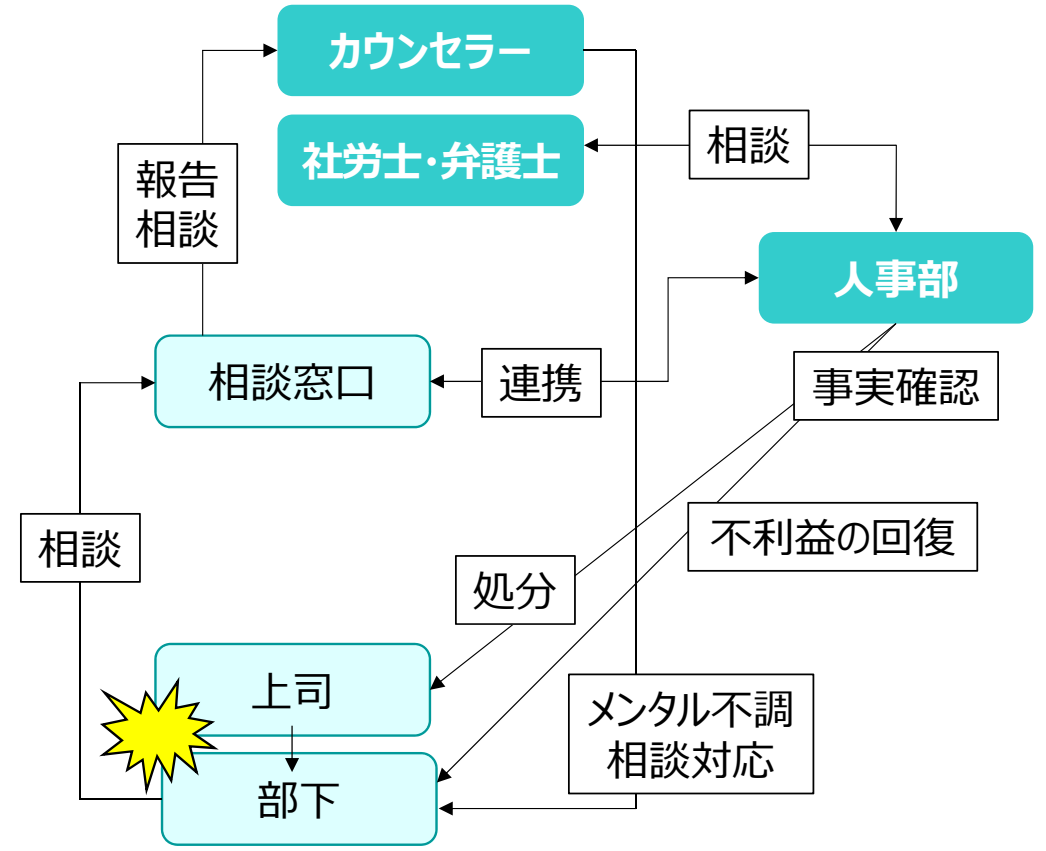 カウンセラー
社労士・弁護士
相談
報告
相談
人事部
相談窓口
連携
事実確認
相談
不利益の回復
処分
上司
メンタル不調
相談対応
部下